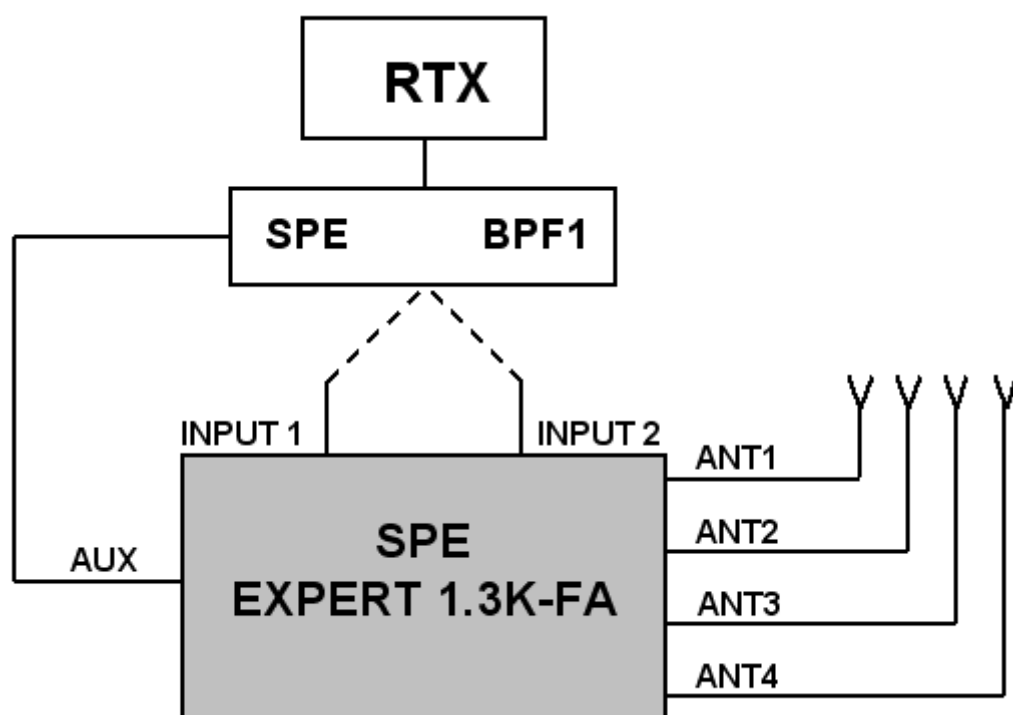 RTX
SPE BPF1
INPUT 1 INPUT 2
ANT1
SPE
ANT2
AUX
EXPERT 1.3K-FA
ANT3
ANT4